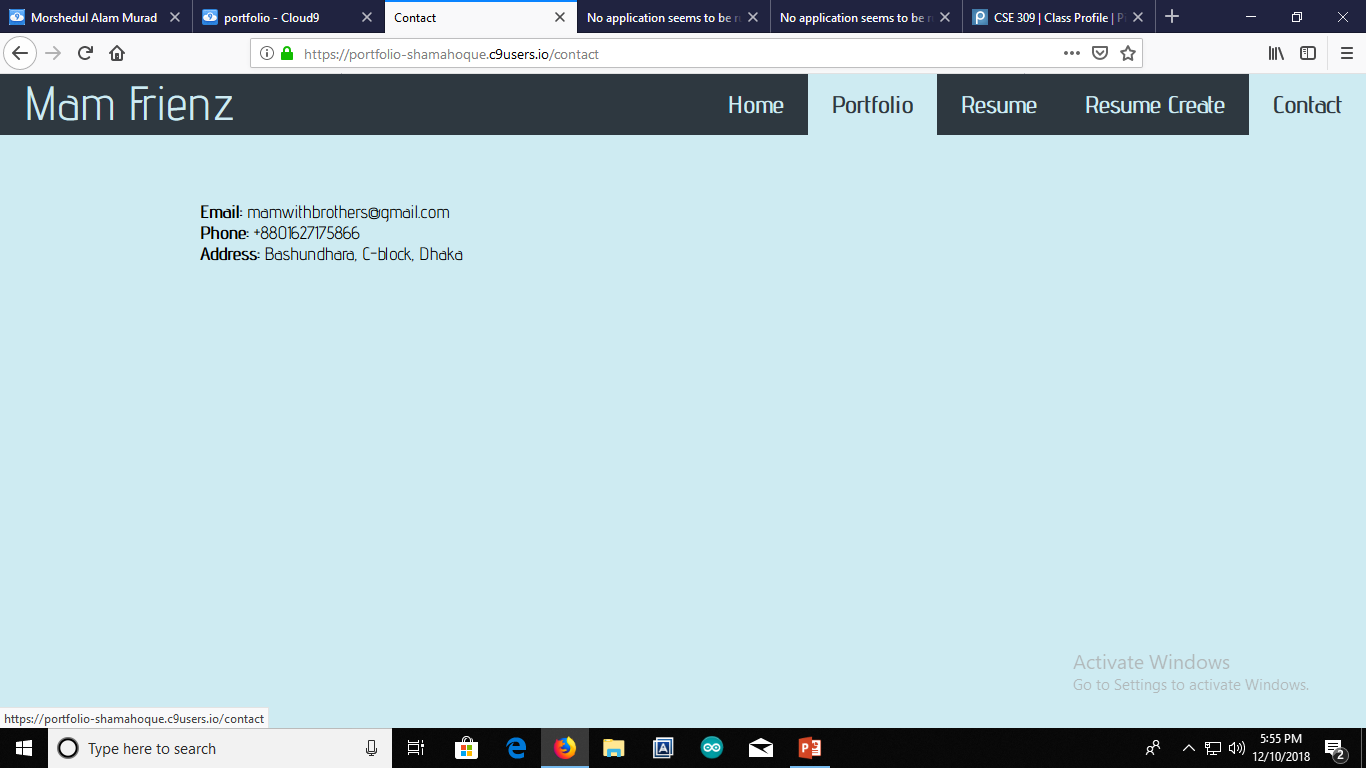 Morshedul Alam Murad
portfolio - Cloud9
Contact
No application seems to be r
No application seems to be r
CSE 309 | Class Profile | P
https://portfolio-shamahoque.c9users.io/contact
Mam Frienz
Home
Portfolio
Resume
Resume Create
Contact
Email: mamwithbrothers@gmail.com
Phone: +8801627175866
Address: Bashundhara, C-block, Dhaka
Activate Windows
Go to Settings to activate Windows.
https://portfolio-shamahoque.c9users.io/contact
Type here to search
5:55 PM
12/10/2018
2